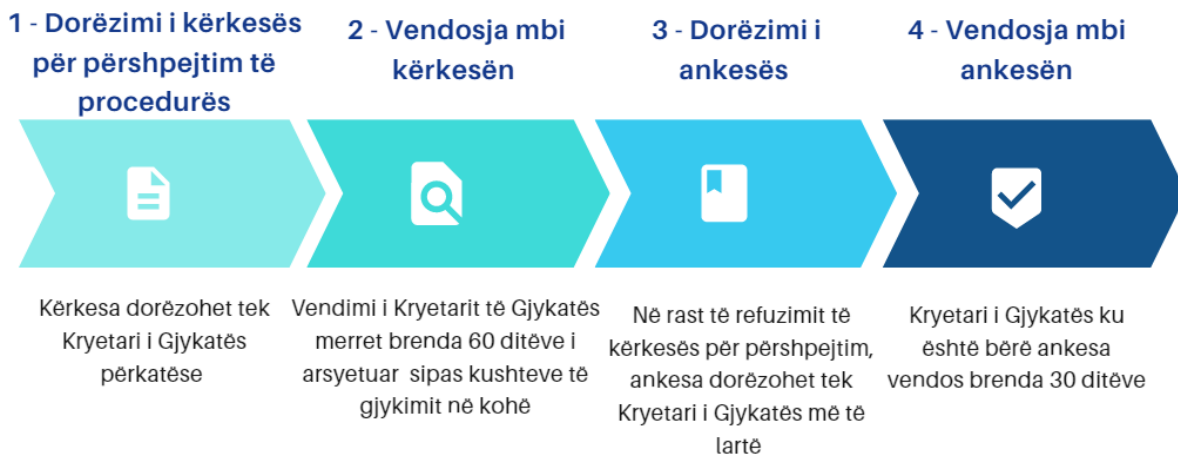 1 - Dorëzimi i kërkesës
për përshpejtim të
procedurës
2 - Vendosja mbi
kërkesën
3 - Dorëzimi i
ankesës
4 - Vendosja mbi
ankesën
Kërkesa dorëzohet tek
Kryetari i Gjykatës
përkatëse
Vendimi i Kryetarit të Gjykatës
merret brenda 60 ditëve i
arsyetuar sipas kushteve të
gjykimit në kohë
Në rast të refuzimit të
kërkesës për përshpejtim,
ankesa dorëzohet tek
Kryetari i Gjykatës më të
lartë
Kryetari i Gjykatës ku
është bërë ankesa
vendos brenda 30 ditëve